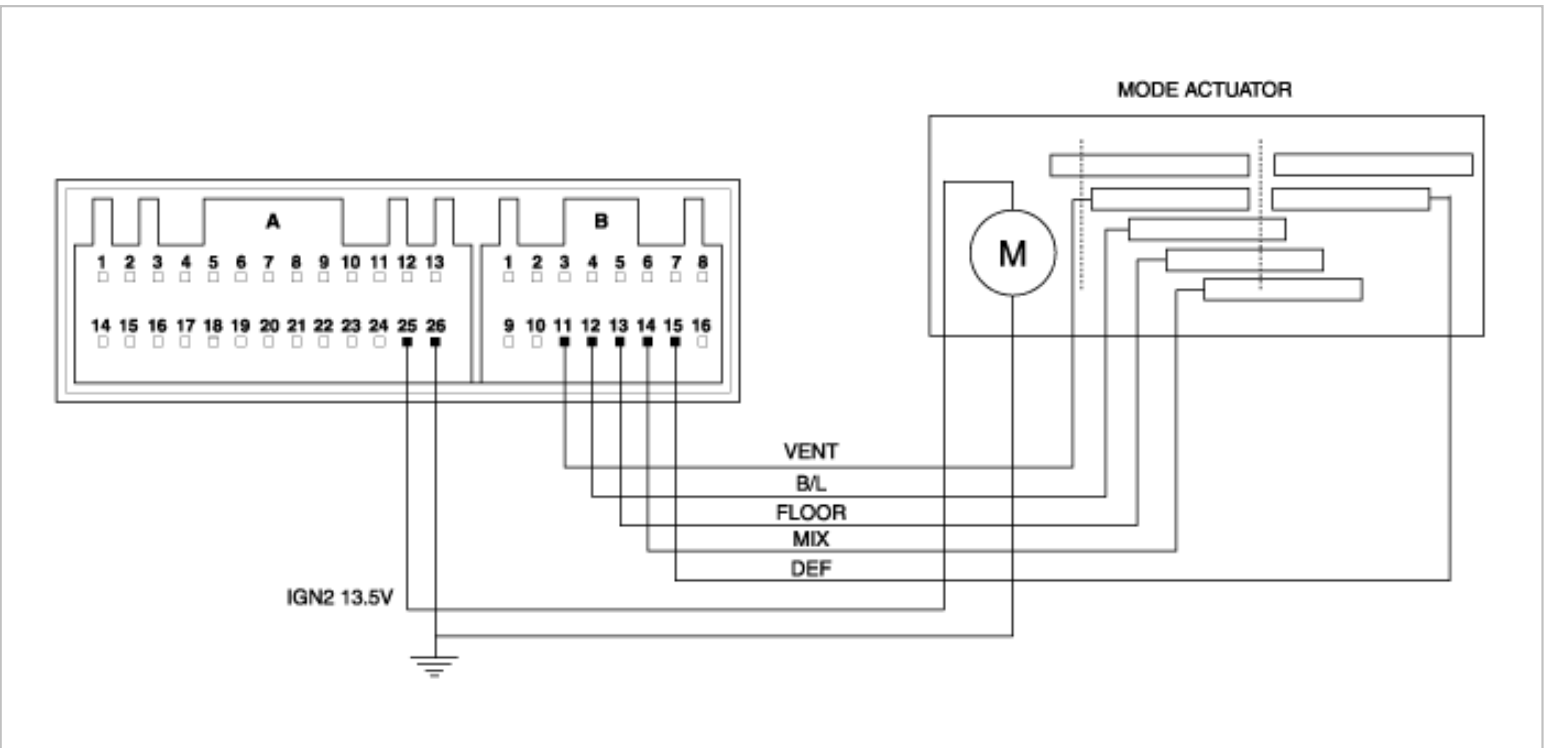 MODE ACTUATOR
A B
1 2 3 4 5 6 7 8 9 10 11 12 13 1 2 3 4 5 6 7 8
M
14 15 16 17 18 19 20 21 22 23 24 25 26 9 10 11 12 13 14 15 16
VENT
B/L
FLOOR
MIX
DEF
IGN2 13.5V